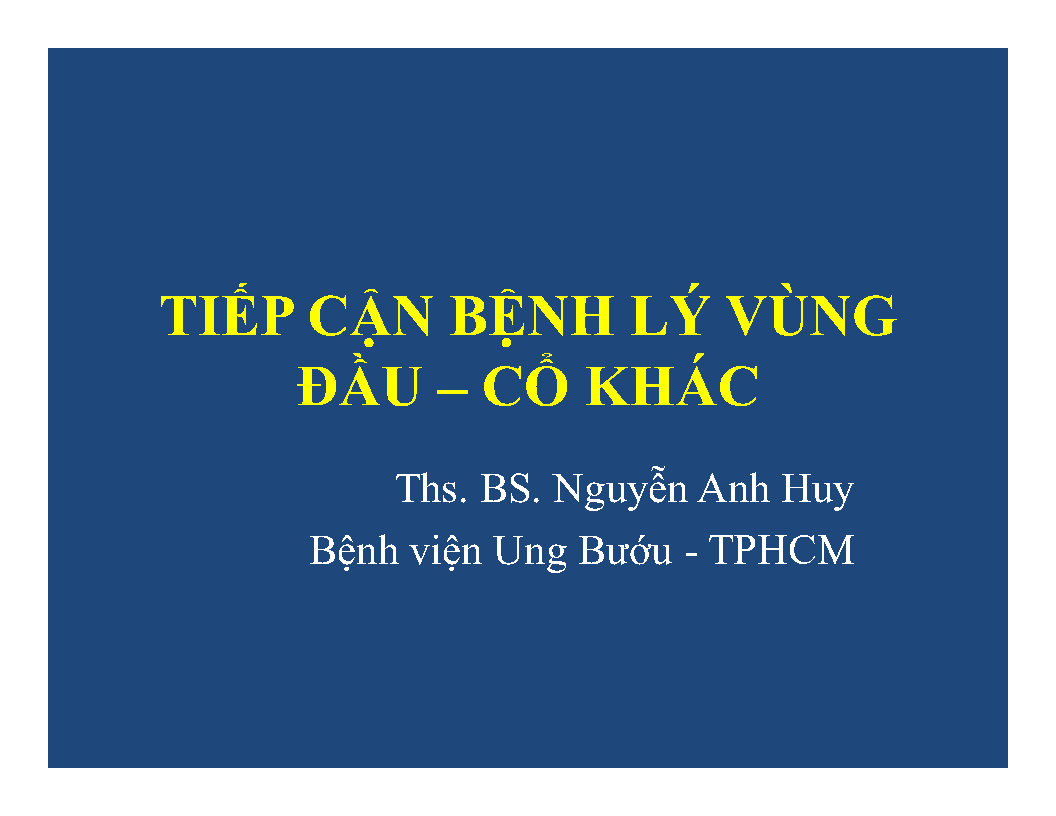 TIẾP CẬN BỆNH LÝ VÙNG
ĐẦU – CỔ KHÁC
Ths. BS. Nguyễn Anh Huy
Bệnh viện Ung Bướu - TPHCM